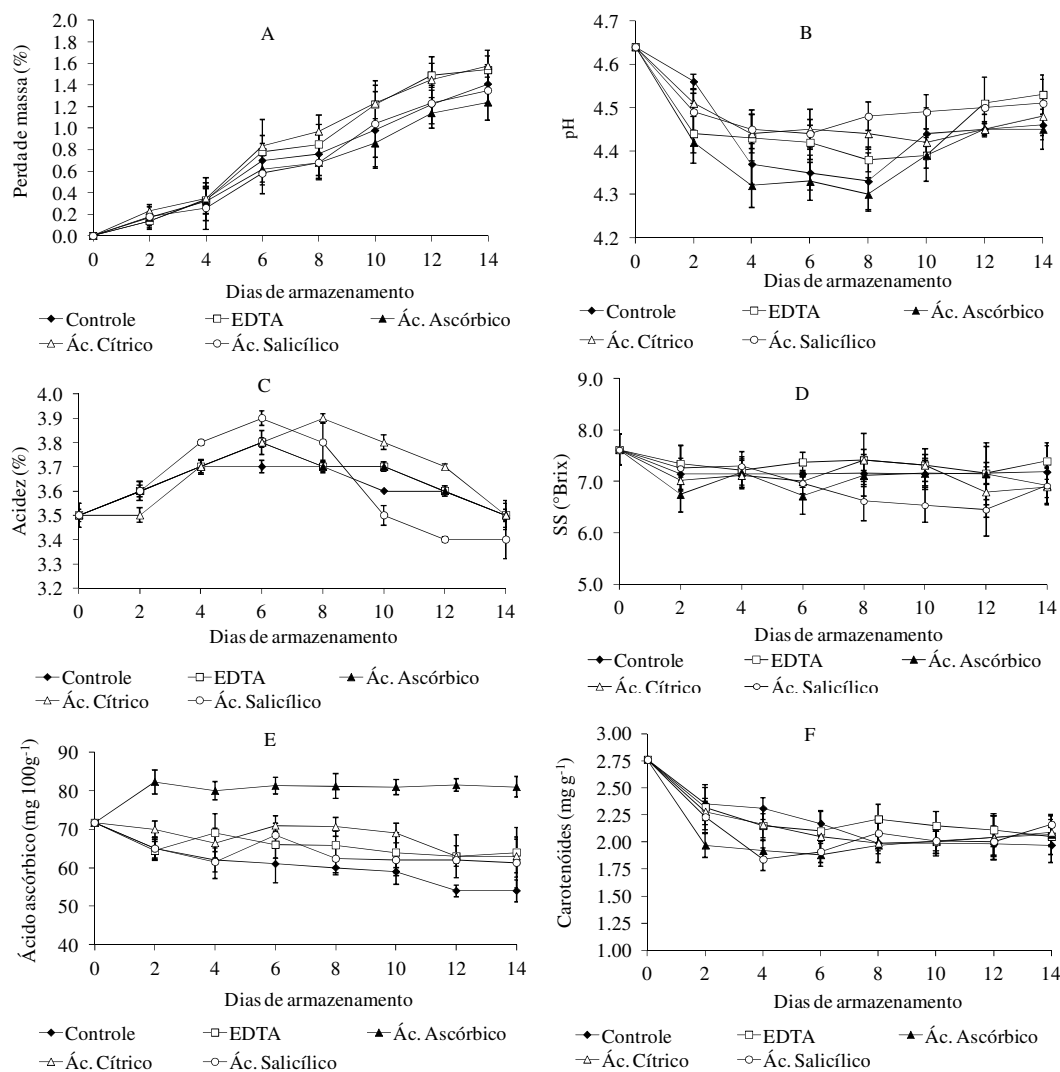 A
Perda de massa (%)
2.0
1.8
1.6
1.4
1.2
1.0
0.8
0.6
0.4
0.2
0.0
0 2 4 6 8 10 12 14
Dias de armazenamento
Controle EDTA Ác. Ascórbico
Ác. Cítrico Ác. Salicílico
B
pH
4.7
4.6
4.5
4.4
4.3
4.2
0 2 4 6 8 10 12 14
Dias de armazenamento
Controle EDTA Ác. Ascórbico
Ác. Cítrico Ác. Salicílico
C
Acidez (%)
4.0
3.9
3.8
3.7
3.6
3.5
3.4
3.3
3.2
0 2 4 6 8 10 12 14
Dias de armazenamento
Controle EDTA Ác. Ascórbico
Ác. Cítrico Ác. Salicílico
D
SS (°Brix)
9.0
8.0
7.0
6.0
5.0
0 2 4 6 8 10 12 14
Dias de armazenamento
Controle EDTA Ác. Ascórbico
Ác. Cítrico Ác. Salicílico
E
Ácido ascórbico (mg 100g⁻¹)
90
80
70
60
50
40
0 2 4 6 8 10 12 14
Dias de armazenamento
Controle EDTA Ác. Ascórbico
Ác. Cítrico Ác. Salicílico
F
Carotenóides (mg g⁻¹)
3.00
2.75
2.50
2.25
2.00
1.75
1.50
1.25
1.00
0 2 4 6 8 10 12 14
Dias de armazenamento
Controle EDTA Ác. Ascórbico
Ác. Cítrico Ác. Salicílico